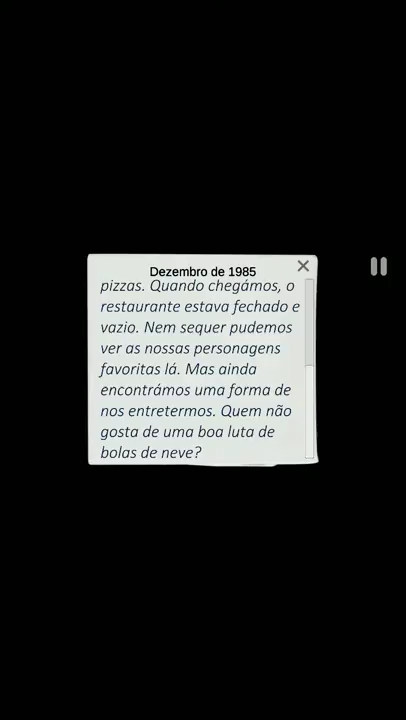 Dezembro de 1985
pizzas. Quando chegámos, o
restaurante estava fechado e
vazio. Nem sequer pudemos
ver as nossas personagens
favoritas lá. Mas ainda
encontrámos uma forma de
nos entretermos. Quem não
gosta de uma boa luta de
bolas de neve?